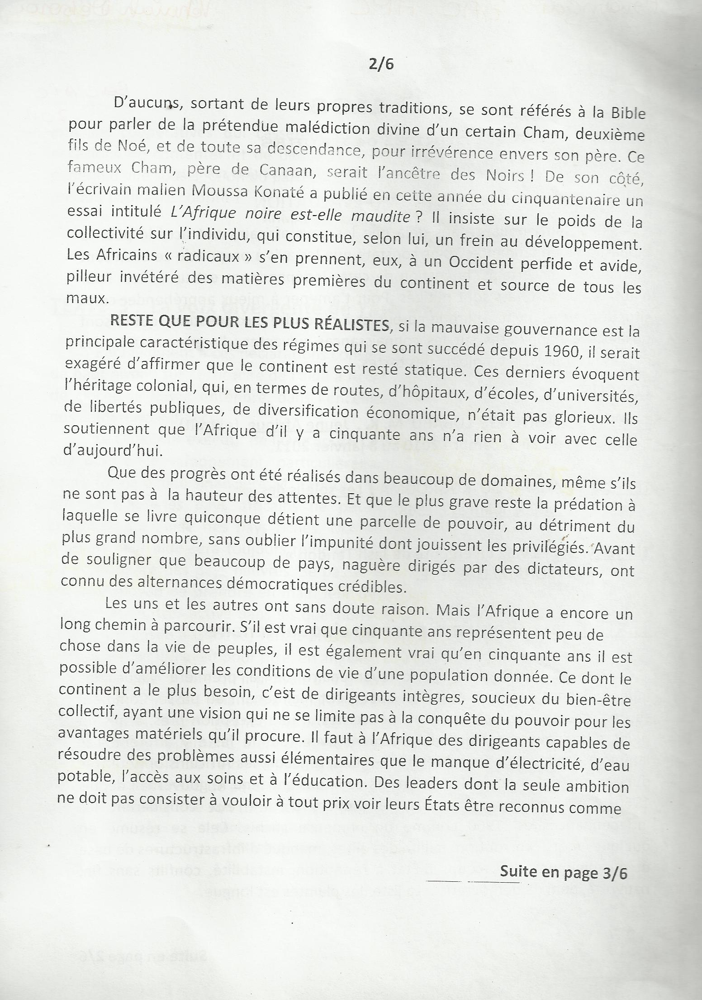 2/6
D’aucuns, sortant de leurs propres traditions, se sont référés à la Bible
pour parler de la prétendue malédiction divine d’un certain Cham, deuxième
fils de Noé, et de toute sa descendance, pour irrévérence envers son père. Ce
fameux Cham, père de Canaan, serait l’ancêtre des Noirs ! De son côté,
l’écrivain malien Moussa Konaté a publié en cette année du cinquantenaire un
essai intitulé L’Afrique noire est-elle maudite ? Il insiste sur le poids de la
collectivité sur l’individu, qui constitue, selon lui, un frein au développement.
Les Africains « radicaux » s’en prennent, eux, à un Occident perfide et avide,
pilleur invétéré des matières premières du continent et source de tous les
maux.
RESTE QUE POUR LES PLUS RÉALISTES, si la mauvaise gouvernance est la
principale caractéristique des régimes qui se sont succédé depuis 1960, il serait
exagéré d’affirmer que le continent est resté statique. Ces derniers évoquent
l’héritage colonial, qui, en termes de routes, d’hôpitaux, d’écoles, d’universités,
de libertés publiques, de diversification économique, n’était pas glorieux. Ils
soutiennent que l’Afrique d’il y a cinquante ans n’a rien à voir avec celle
d’aujourd’hui.
Que des progrès ont été réalisés dans beaucoup de domaines, même s’ils
ne sont pas à la hauteur des attentes. Et que le plus grave reste la prédation à
laquelle se livre quiconque détient une parcelle de pouvoir, au détriment du
plus grand nombre, sans oublier l’impunité dont jouissent les privilégiés. Avant
de souligner que beaucoup de pays, naguère dirigés par des dictateurs, ont
connu des alternances démocratiques crédibles.
Les uns et les autres ont sans doute raison. Mais l’Afrique a encore un
long chemin à parcourir. S’il est vrai que cinquante ans représentent peu de
chose dans la vie de peuples, il est également vrai qu’en cinquante ans il est
possible d’améliorer les conditions de vie d’une population donnée. Ce dont le
continent a le plus besoin, c’est de dirigeants intègres, soucieux du bien-être
collectif, ayant une vision qui ne se limite pas à la conquête du pouvoir pour les
avantages matériels qu’il procure. Il faut à l’Afrique des dirigeants capables de
résoudre des problèmes aussi élémentaires que le manque d’électricité, d’eau
potable, l’accès aux soins et à l’éducation. Des leaders dont la seule ambition
ne doit pas consister à vouloir à tout prix voir leurs États être reconnus comme
Suite en page 3/6